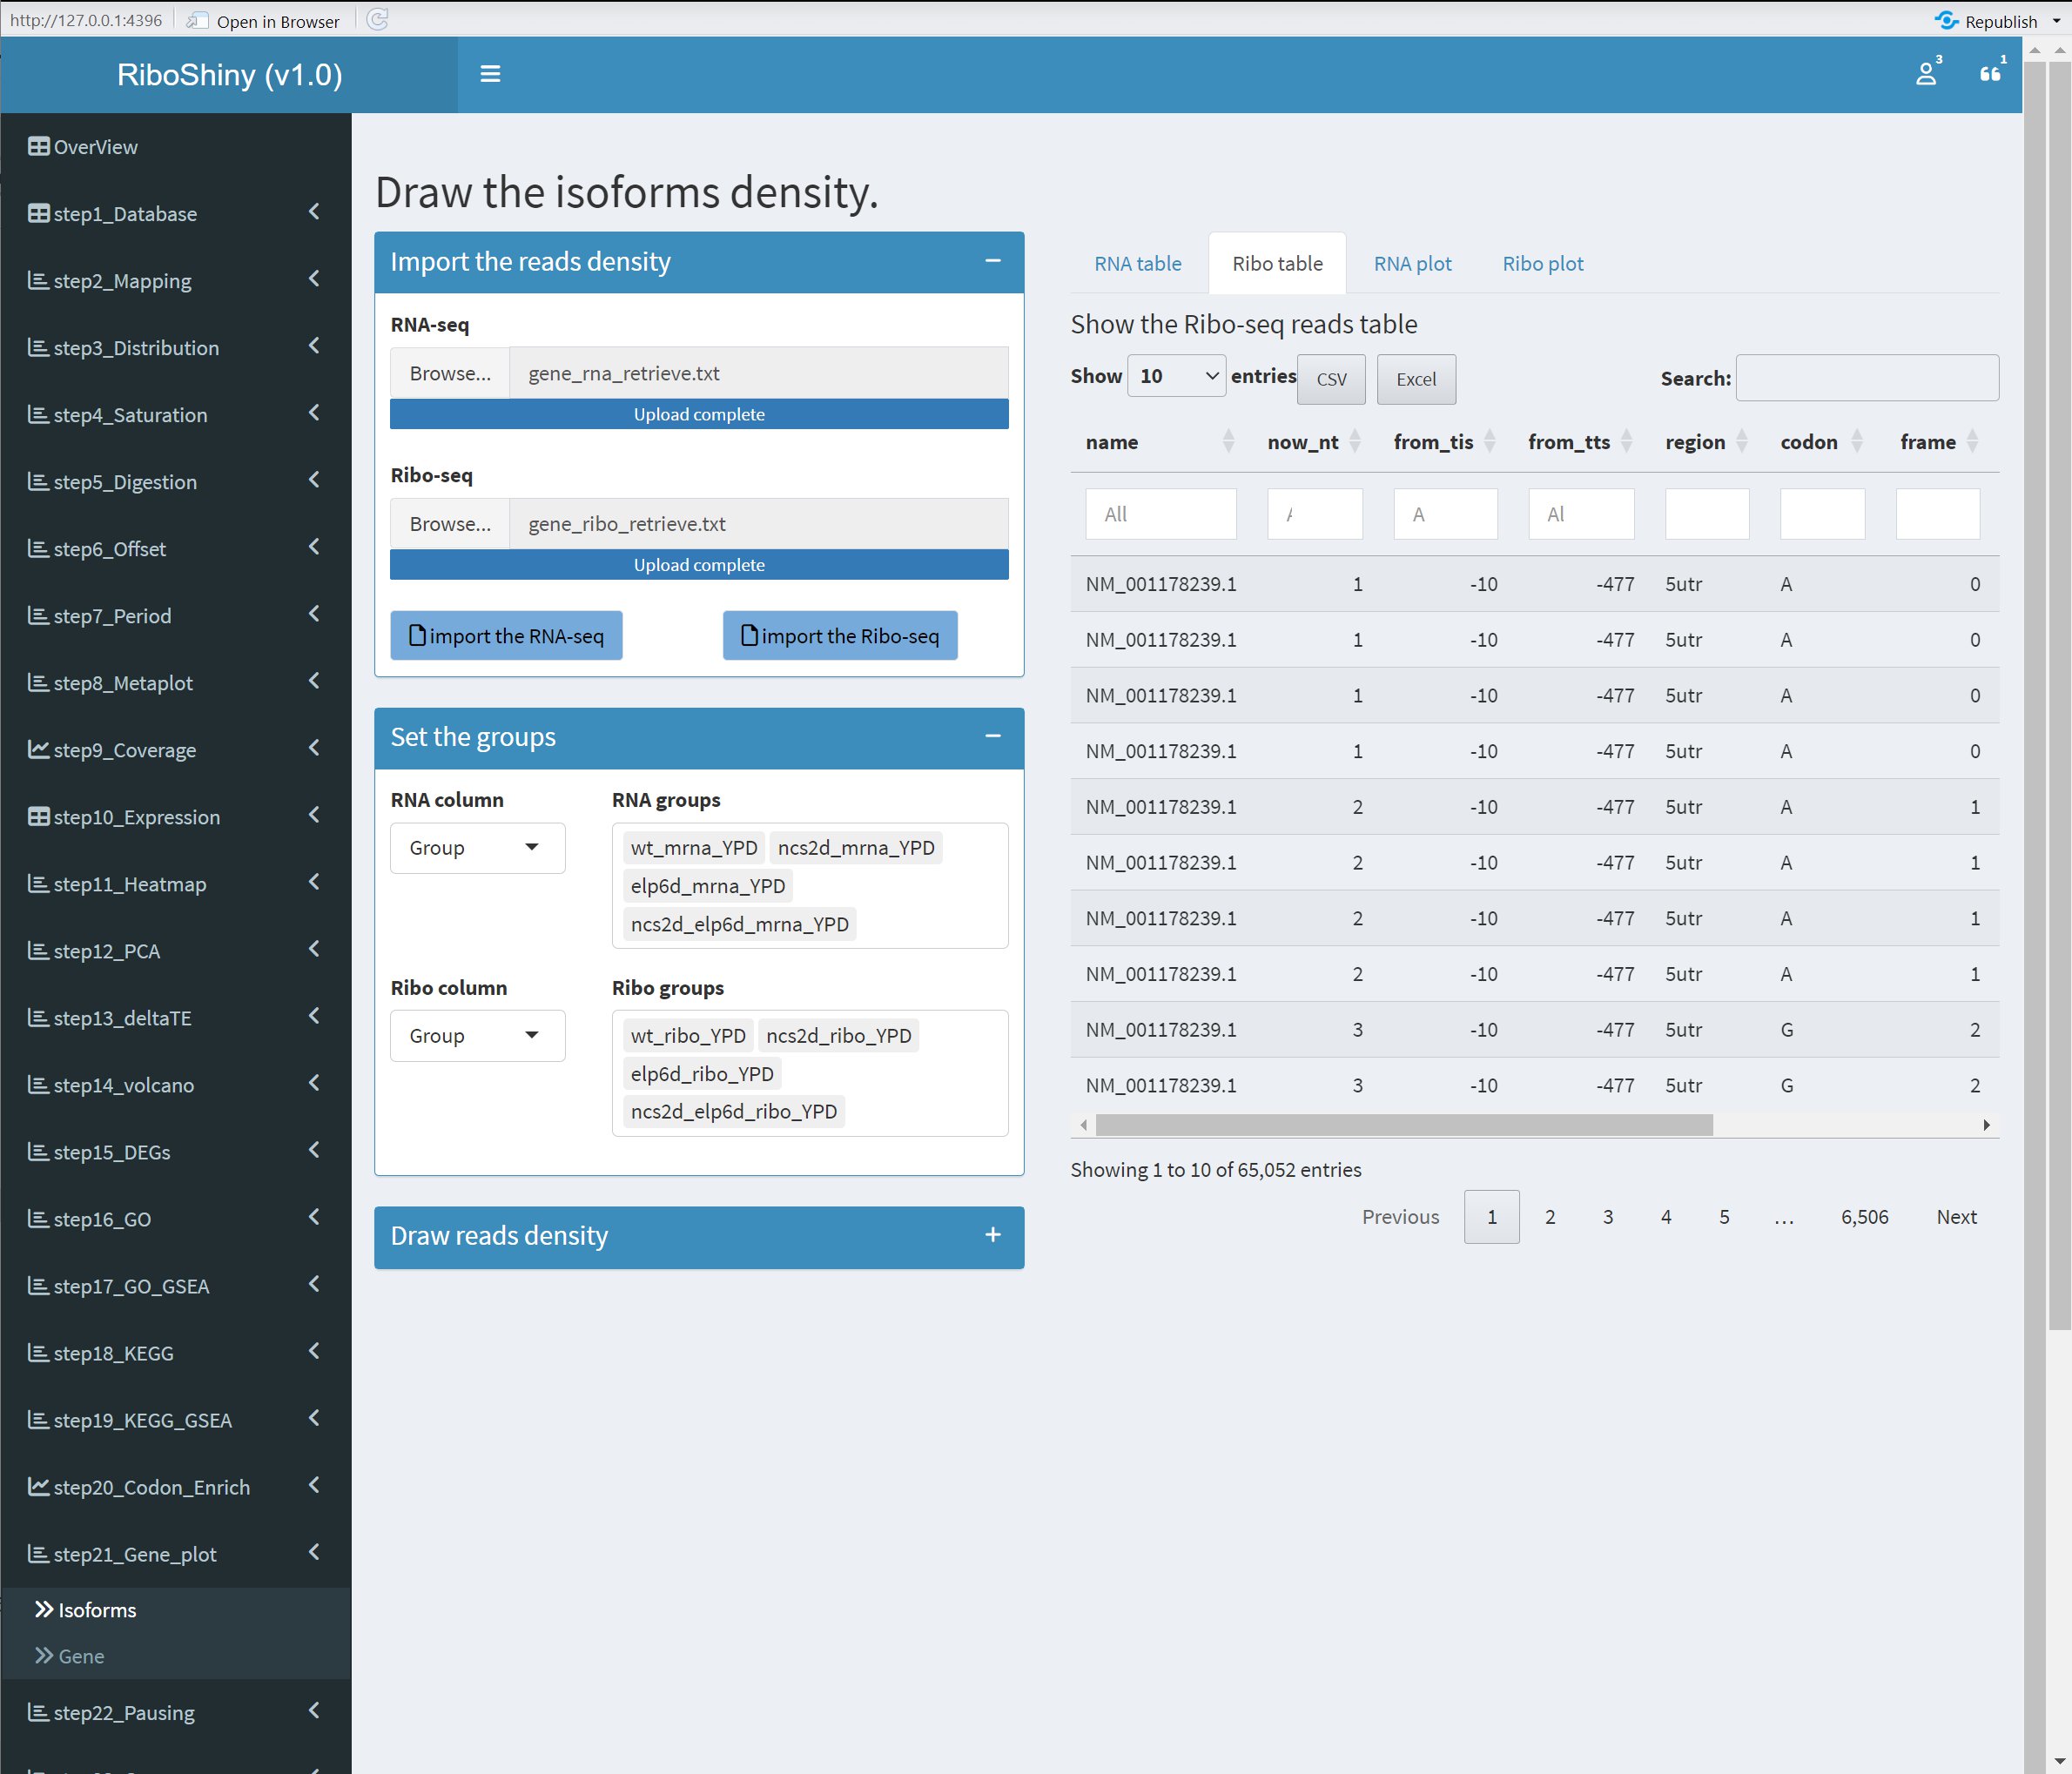 http://127.0.0.1:4396 Open in Browser Republish
RiboShiny (v1.0) 3 1
OverView
step1_Database
step2_Mapping
step3_Distribution
step4_Saturation
step5_Digestion
step6_Offset
step7_Period
step8_Metaplot
step9_Coverage
step10_Expression
step11_Heatmap
step12_PCA
step13_deltaTE
step14_volcano
step15_DEGs
step16_GO
step17_GO_GSEA
step18_KEGG
step19_KEGG_GSEA
step20_Codon_Enrich
step21_Gene_plot
Isoforms
Gene
step22_Pausing
Draw the isoforms density.
Import the reads density
RNA-seq
Browse... gene_rna_retrieve.txt
Upload complete
Ribo-seq
Browse... gene_ribo_retrieve.txt
Upload complete
import the RNA-seq import the Ribo-seq
Set the groups
RNA column RNA groups
Group wt_mrna_YPD ncs2d_mrna_YPD
elp6d_mrna_YPD
ncs2d_elp6d_mrna_YPD
Ribo column Ribo groups
Group wt_ribo_YPD ncs2d_ribo_YPD
elp6d_ribo_YPD
ncs2d_elp6d_ribo_YPD
Draw reads density
RNA table Ribo table RNA plot Ribo plot
Show the Ribo-seq reads table
Show 10 entries CSV Excel Search:
name now_nt from_tis from_tts region codon frame
All A A Al
NM_001178239.1 1 -10 -477 5utr A 0
NM_001178239.1 1 -10 -477 5utr A 0
NM_001178239.1 1 -10 -477 5utr A 0
NM_001178239.1 1 -10 -477 5utr A 0
NM_001178239.1 2 -10 -477 5utr A 1
NM_001178239.1 2 -10 -477 5utr A 1
NM_001178239.1 2 -10 -477 5utr A 1
NM_001178239.1 2 -10 -477 5utr A 1
NM_001178239.1 3 -10 -477 5utr G 2
NM_001178239.1 3 -10 -477 5utr G 2
Showing 1 to 10 of 65,052 entries
Previous 1 2 3 4 5 … 6,506 Next